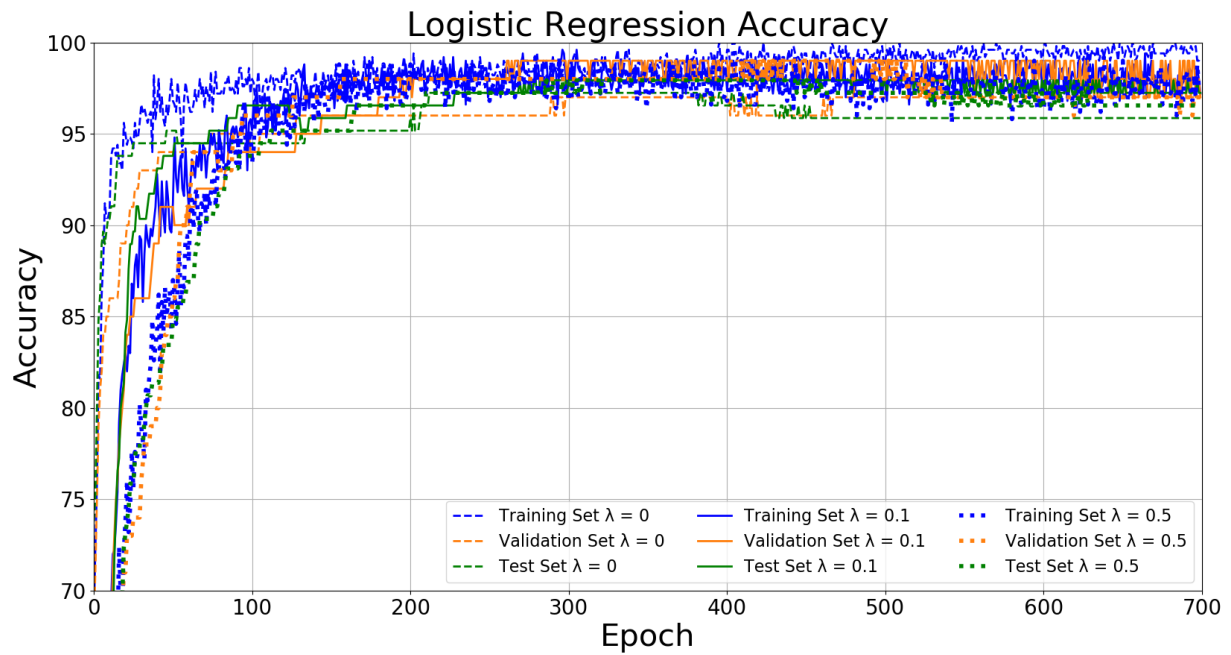 Logistic Regression Accuracy
100
95
90
85
80
75
70
Accuracy
Training Set λ = 0
Validation Set λ = 0
Test Set λ = 0
Training Set λ = 0.1
Validation Set λ = 0.1
Test Set λ = 0.1
Training Set λ = 0.5
Validation Set λ = 0.5
Test Set λ = 0.5
0 100 200 300 400 500 600 700
Epoch